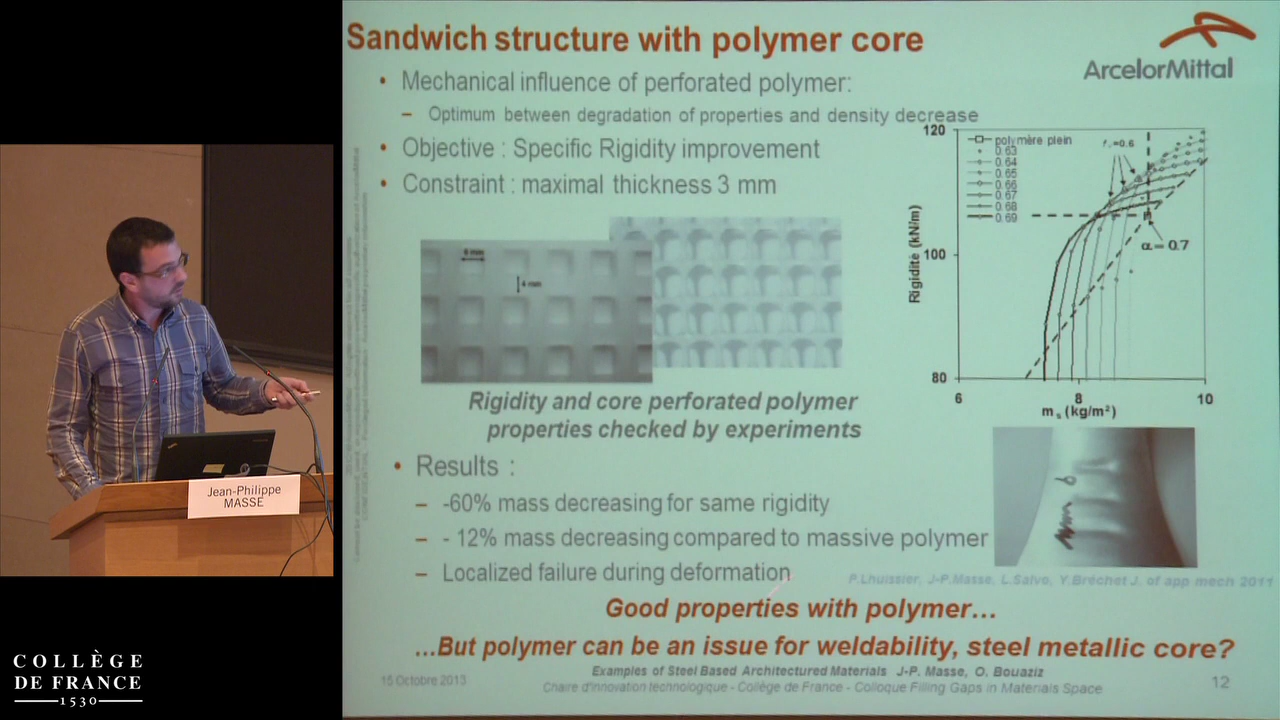 Sandwich structure with polymer core
ArcelorMittal
• Mechanical influence of perforated polymer:
– Optimum between degradation of properties and density decrease
• Objective : Specific Rigidity improvement
• Constraint : maximal thickness 3 mm
120
100
80
6
8
10
Rigidité (kN/m)
mₛ (kg/m²)
polymère plein
0.63
0.64
0.65
0.66
0.67
0.68
0.69
α = 0.7
4 mm
Rigidity and core perforated polymer
properties checked by experiments
• Results :
– -60% mass decreasing for same rigidity
– - 12% mass decreasing compared to massive polymer
– Localized failure during deformation
P.Lhuissier, J-P.Masse, L.Salvo, Y.Bréchet J. of app mech 2011
Good properties with polymer…
…But polymer can be an issue for weldability, steel metallic core?
Examples of Steel Based Architectured Materials J-P. Masse, O. Bouaziz
15 Octobre 2013
Chaire d'innovation technologique - Collège de France - Colloque Filling Gaps in Materials Space
12
Jean-Philippe
MASSE
COLLÈGE
DE FRANCE
1530